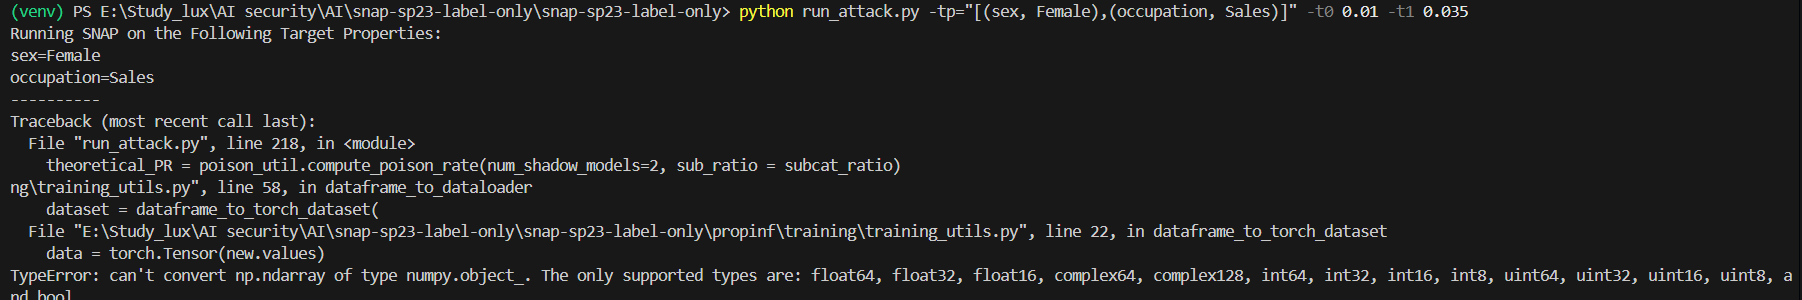 (venv) PS E:\Study_lux\AI security\AI\snap-sp23-label-only\snap-sp23-label-only> python run_attack.py -tp="[(sex, Female),(occupation, Sales)]" -t0 0.01 -t1 0.035
Running SNAP on the Following Target Properties:
sex=Female
occupation=Sales
----------
Traceback (most recent call last):
  File "run_attack.py", line 218, in <module>
    theoretical_PR = poison_util.compute_poison_rate(num_shadow_models=2, sub_ratio = subcat_ratio)
ng\training_utils.py", line 58, in dataframe_to_dataloader
    dataset = dataframe_to_torch_dataset(
  File "E:\Study_lux\AI security\AI\snap-sp23-label-only\snap-sp23-label-only\propinf\training\training_utils.py", line 22, in dataframe_to_torch_dataset
    data = torch.Tensor(new.values)
TypeError: can't convert np.ndarray of type numpy.object_. The only supported types are: float64, float32, float16, complex64, complex128, int64, int32, int16, int8, uint64, uint32, uint16, uint8, a
nd bool